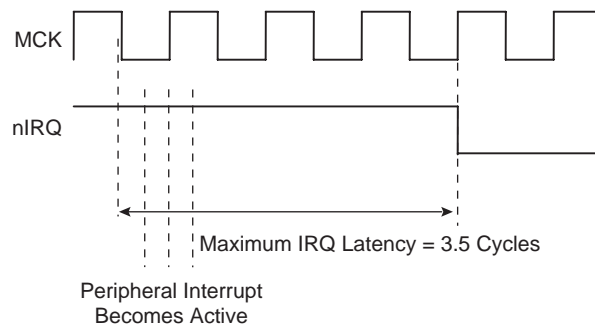 MCK
nIRQ
Maximum IRQ Latency = 3.5 Cycles
Peripheral Interrupt
Becomes Active